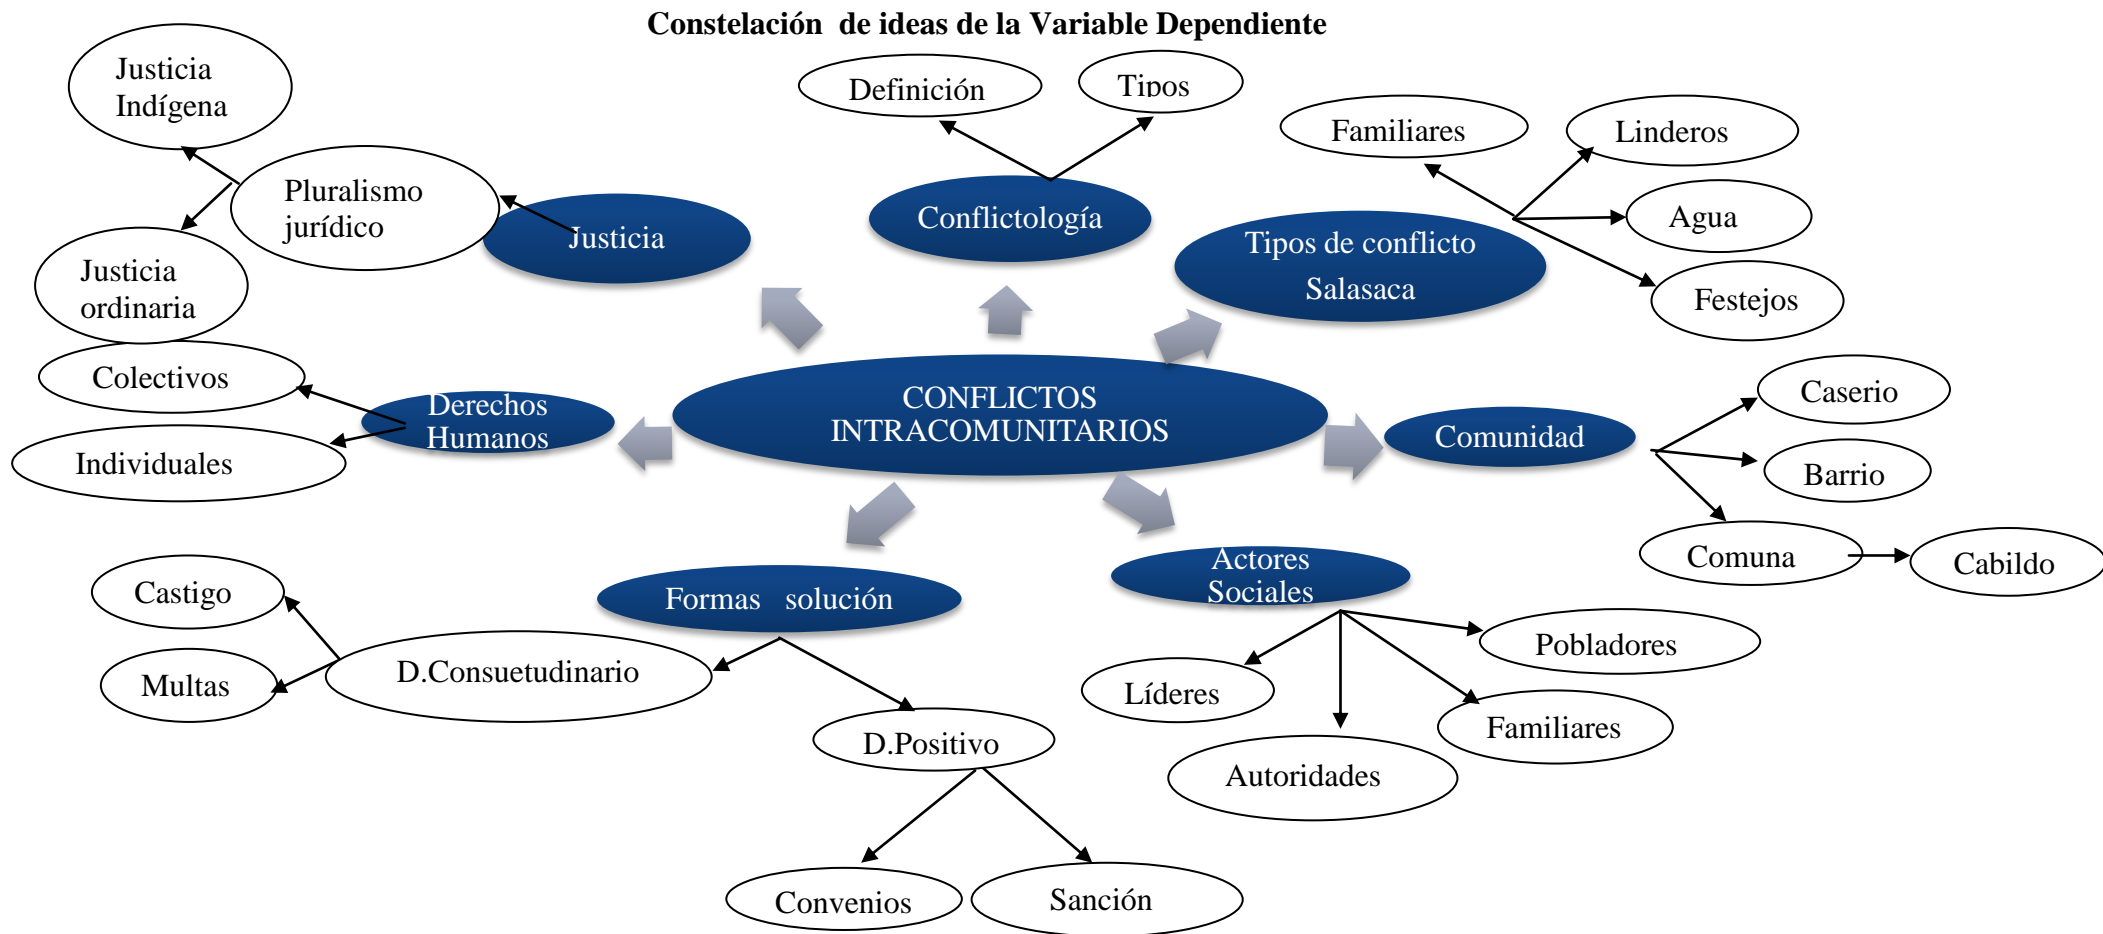 Constelación de ideas de la Variable Dependiente
Justicia
Indígena
Definición
Tipos
Familiares
Linderos
Pluralismo
jurídico
Justicia
Conflictología
Tipos de conflicto
Salasaca
Agua
Justicia
ordinaria
Festejos
Colectivos
Derechos
Humanos
CONFLICTOS
INTRACOMUNITARIOS
Comunidad
Caserio
Individuales
Barrio
Comuna
Cabildo
Castigo
Formas solución
Actores
Sociales
Multas
D.Consuetudinario
Pobladores
Líderes
Familiares
D.Positivo
Autoridades
Convenios
Sanción